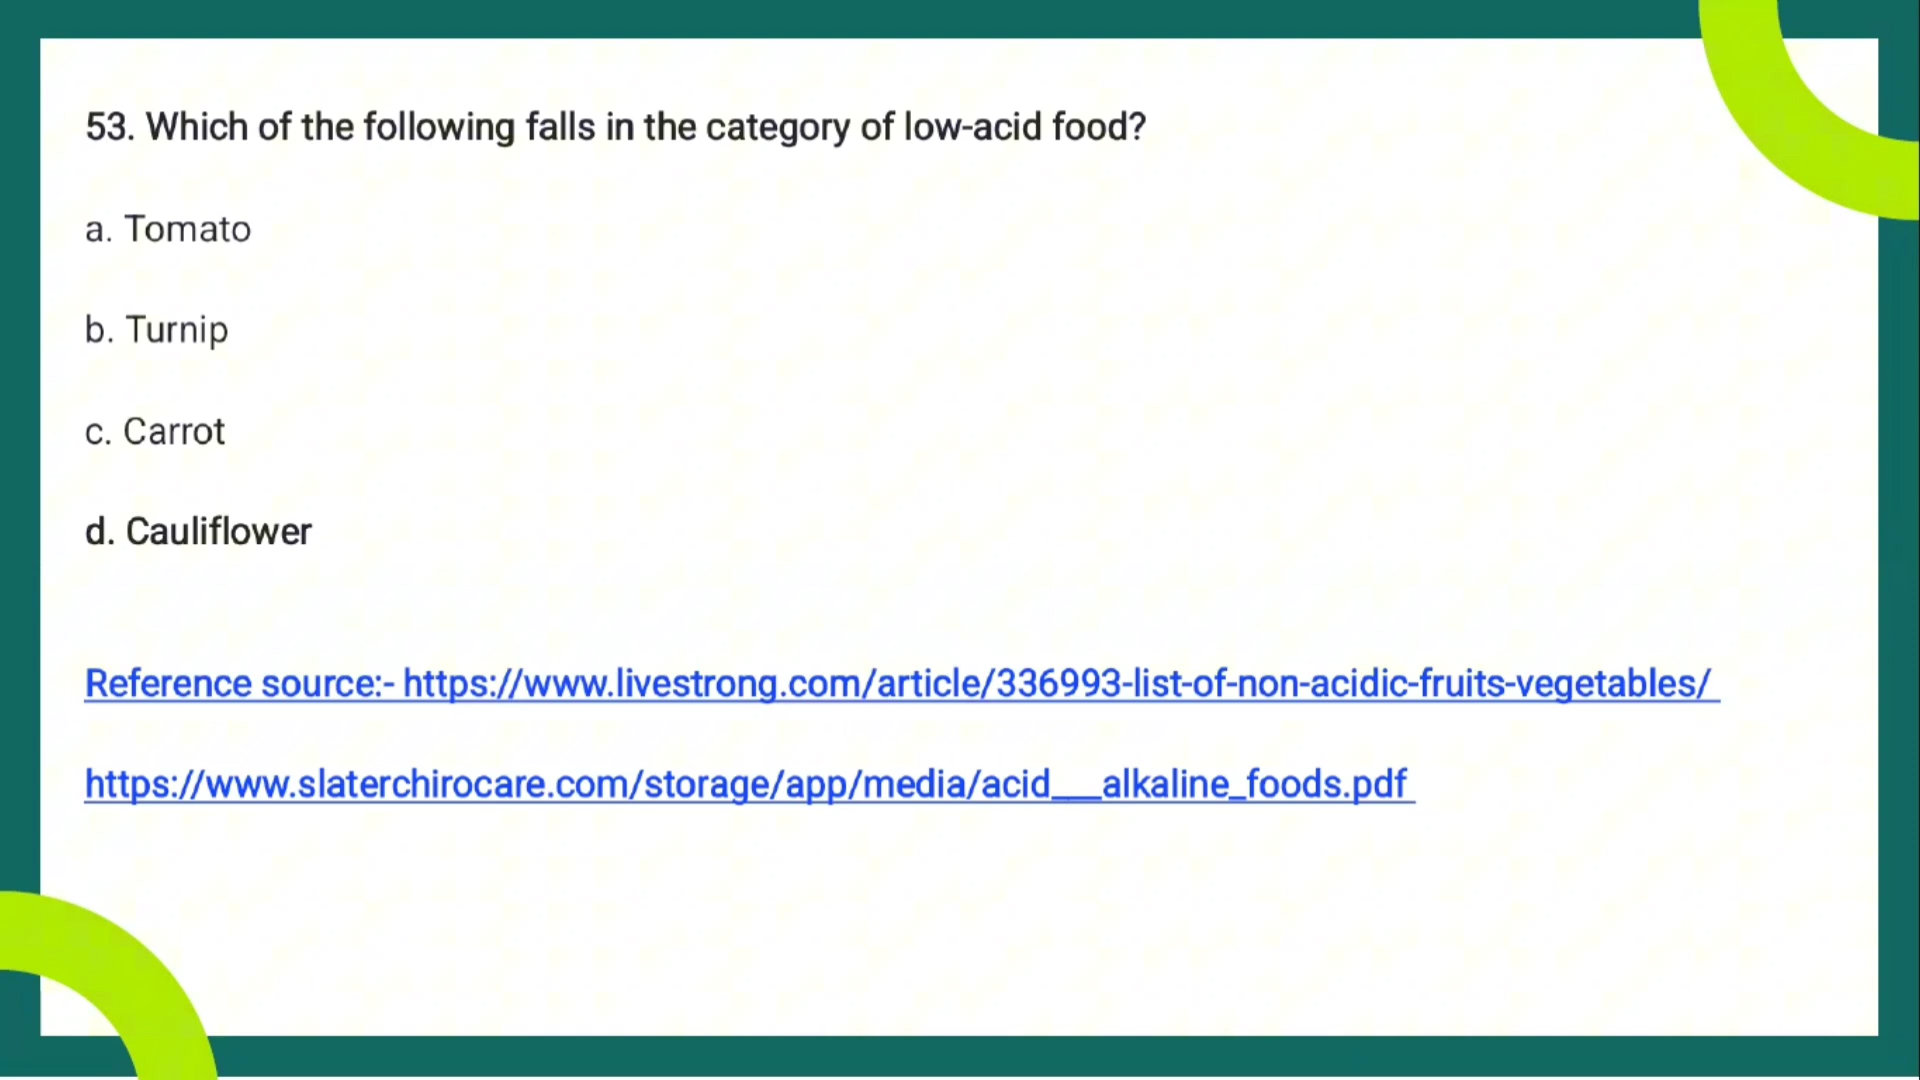 53. Which of the following falls in the category of low-acid food?
a. Tomato
b. Turnip
c. Carrot
d. Cauliflower
Reference source:- https://www.livestrong.com/article/336993-list-of-non-acidic-fruits-vegetables/
https://www.slaterchirocare.com/storage/app/media/acid___alkaline_foods.pdf